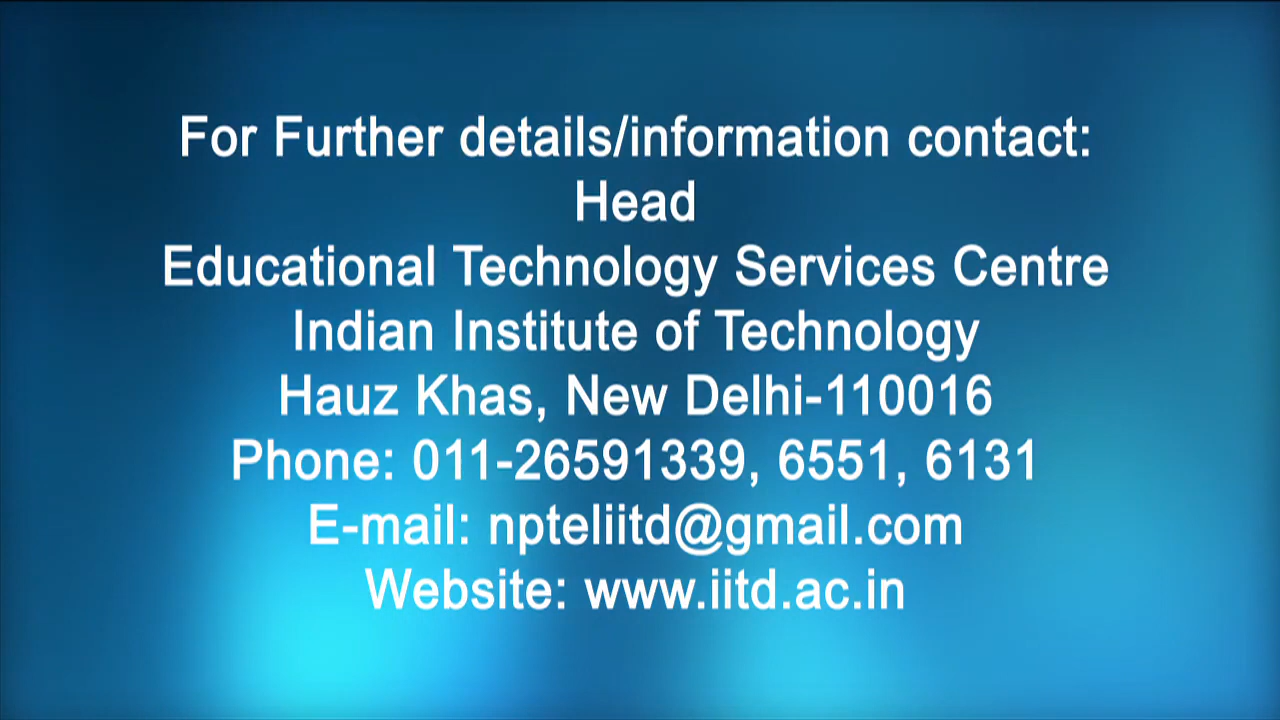 For Further details/information contact:
Head
Educational Technology Services Centre
Indian Institute of Technology
Hauz Khas, New Delhi-110016
Phone: 011-26591339, 6551, 6131
E-mail: npteliitd@gmail.com
Website: www.iitd.ac.in